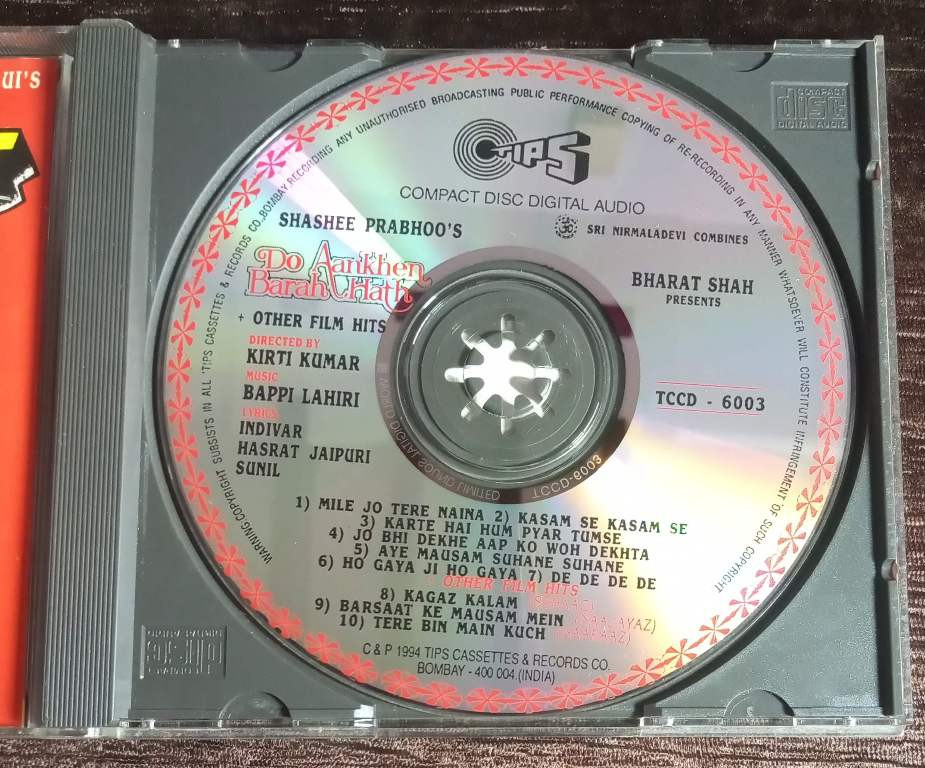 UI'S
WARNING:COPYRIGHT SUBSISTS IN ALL 'TIPS CASSETTES & RECORDS CO.,BOMBAY RECORDING ANY UNAUTHORISED BROADCASTING PUBLIC PERFORMANCE COPYING OF RE-RECORDING IN ANY MANNER WHATSOEVER WILL CONSTITUTE INFRINGEMENT OF SUCH COPYRIGHT
TIPS
COMPACT DISC DIGITAL AUDIO
SHASHEE PRABHOO'S
SRI NIRMALADEVI COMBINES
Do Aankhen
Barah Hath
BHARAT SHAH
PRESENTS
+ OTHER FILM HITS
DIRECTED BY
KIRTI KUMAR
MUSIC
BAPPI LAHIRI
LYRICS
INDIVAR
HASRAT JAIPURI
SUNIL
TCCD - 6003
LIMITED
TCCD-6003
1) MILE JO TERE NAINA 2) KASAM SE KASAM SE
3) KARTE HAI HUM PYAR TUMSE
4) JO BHI DEKHE AAP KO WOH DEKHTA
5) AYE MAUSAM SUHANE SUHANE
6) HO GAYA JI HO GAYA 7) DE DE DE DE
OTHER FILM HITS
8) KAGAZ KALAM
9) BARSAAT KE MAUSAM MEIN
10) TERE BIN MAIN KUCH
C & P 1994 TIPS CASSETTES & RECORDS CO.
BOMBAY - 400 004.(INDIA)
COMPACT
disc
DIGITAL AUDIO